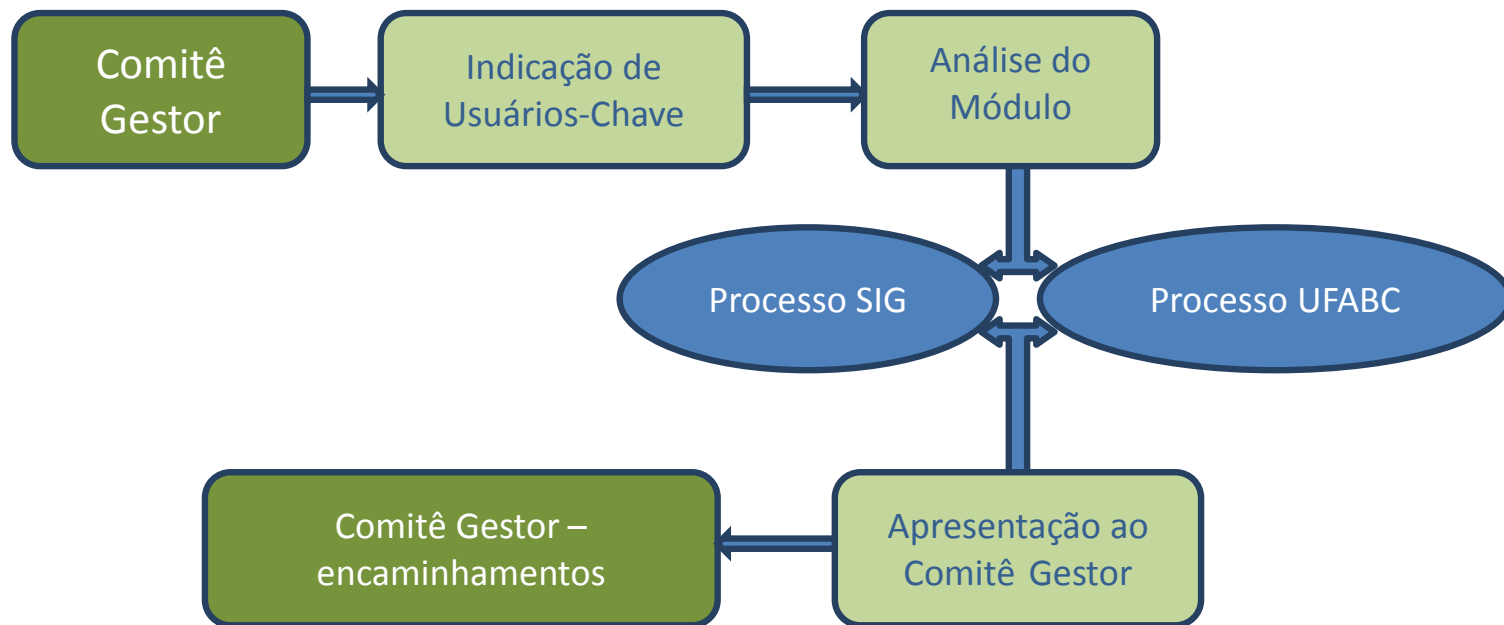 Comitê
Gestor
Indicação de
Usuários-Chave
Análise do
Módulo
Processo SIG
Processo UFABC
Comitê Gestor –
encaminhamentos
Apresentação ao
Comitê Gestor